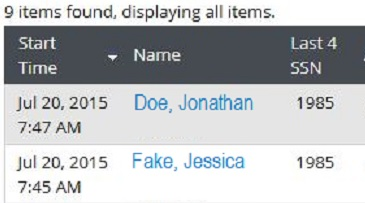 9 items found, displaying all items.
Start Time Name Last 4 SSN
Jul 20, 2015 7:47 AM Doe, Jonathan 1985
Jul 20, 2015 7:45 AM Fake, Jessica 1985